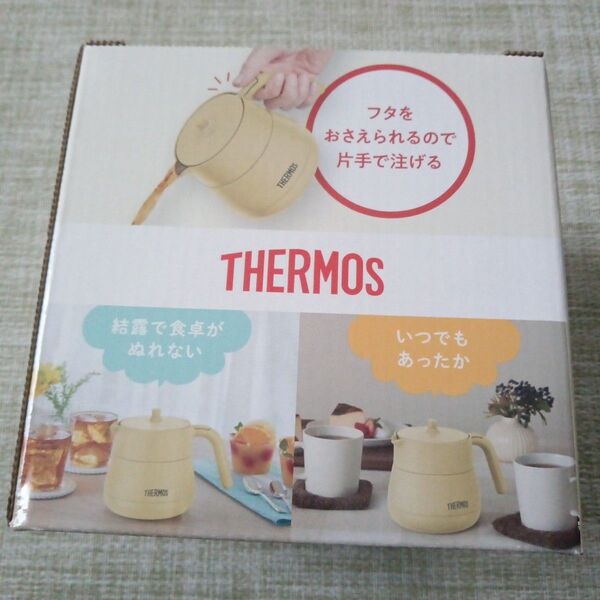 フタを
おさえられるので
片手で注げる
THERMOS
THERMOS
結露で食卓が
ぬれない
いつでも
あったか
THERMOS
THERMOS